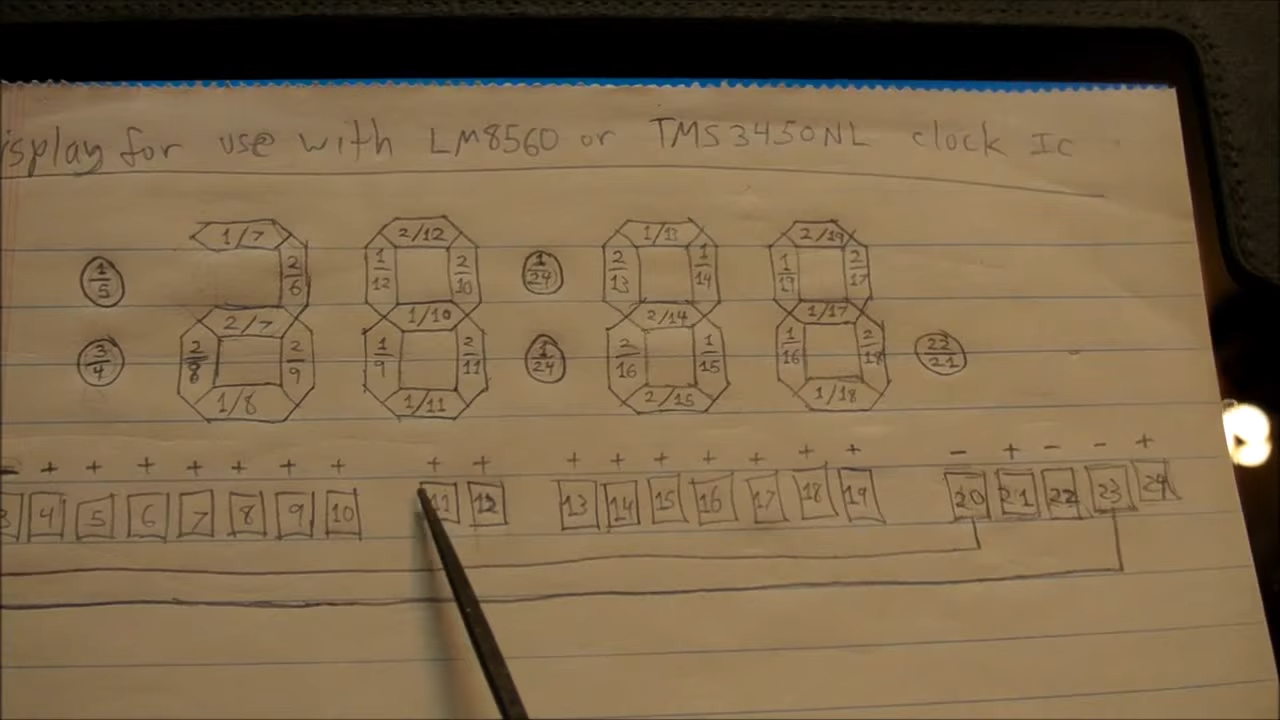 isplay for use with LM8560 or TMS3450NL clock Ic
1/7 2/12 1/13 2/19
1/5 2/6 1/12 2/10 1/24 2/13 1/14 1/19 2/17
2/7 1/10 2/14 1/17
3/4 2/8 2/9 1/9 2/11 1/24 2/16 1/15 1/16 2/18 22/21
1/8 1/11 2/15 1/18
- + + + + + + + + + + + + + + + + - + - - +
3 4 5 6 7 8 9 10 11 12 13 14 15 16 17 18 19 20 21 22 23 24